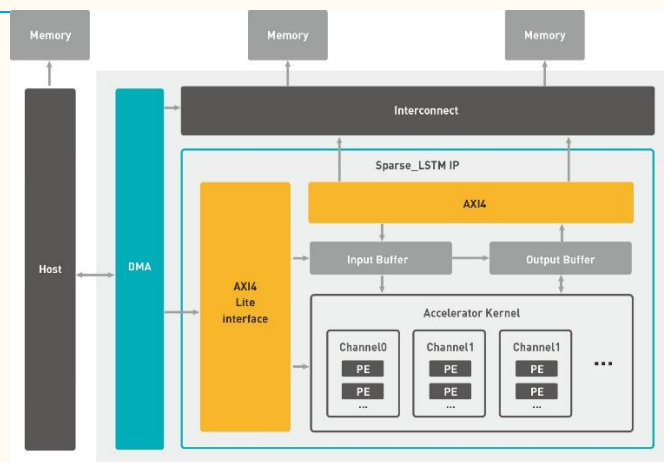 Memory
Memory
Memory
Interconnect
Sparse_LSTM IP
AXI4
Host
DMA
AXI4
Lite
interface
Input Buffer
Output Buffer
Accelerator Kernel
Channel0
Channel1
Channel1
PE
PE
PE
...
PE
PE
PE
...
...
...